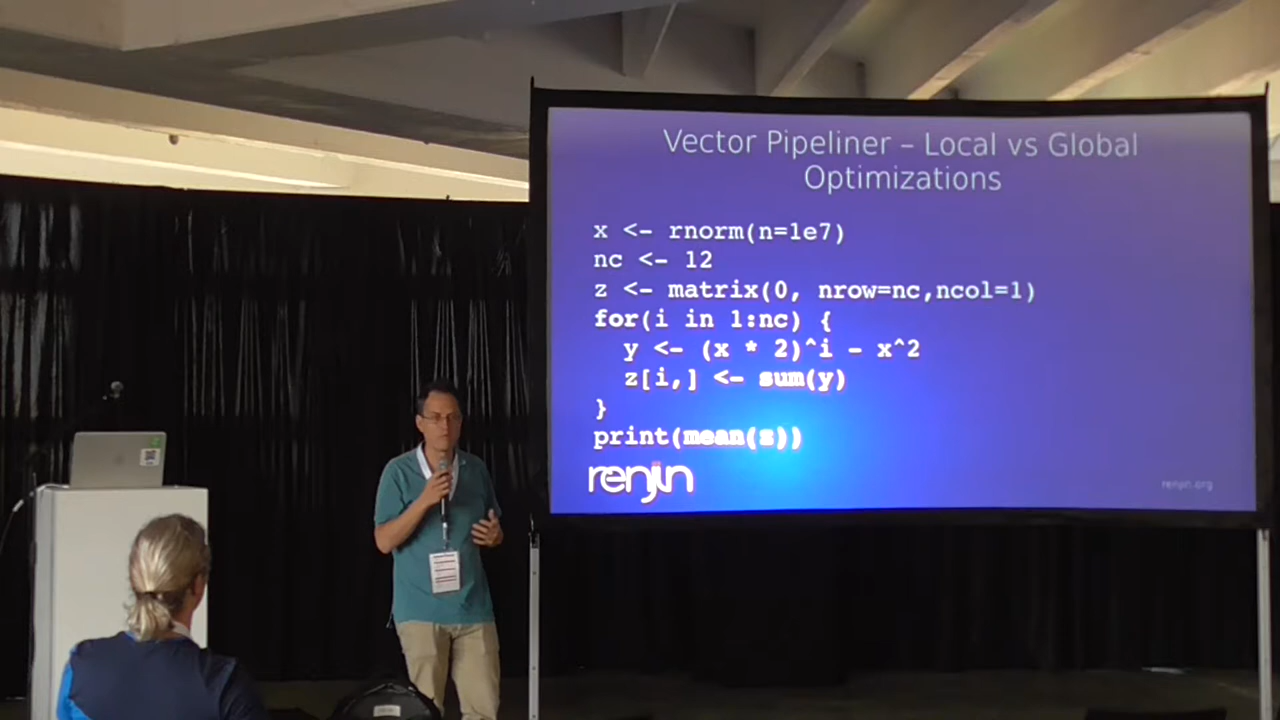 Vector Pipeliner – Local vs Global
Optimizations
x <- rnorm(n=1e7)
nc <- 12
z <- matrix(0, nrow=nc,ncol=1)
for(i in 1:nc) {
  y <- (x * 2)^i - x^2
  z[i,] <- sum(y)
}
print(mean(z))
renjin
renjin.org